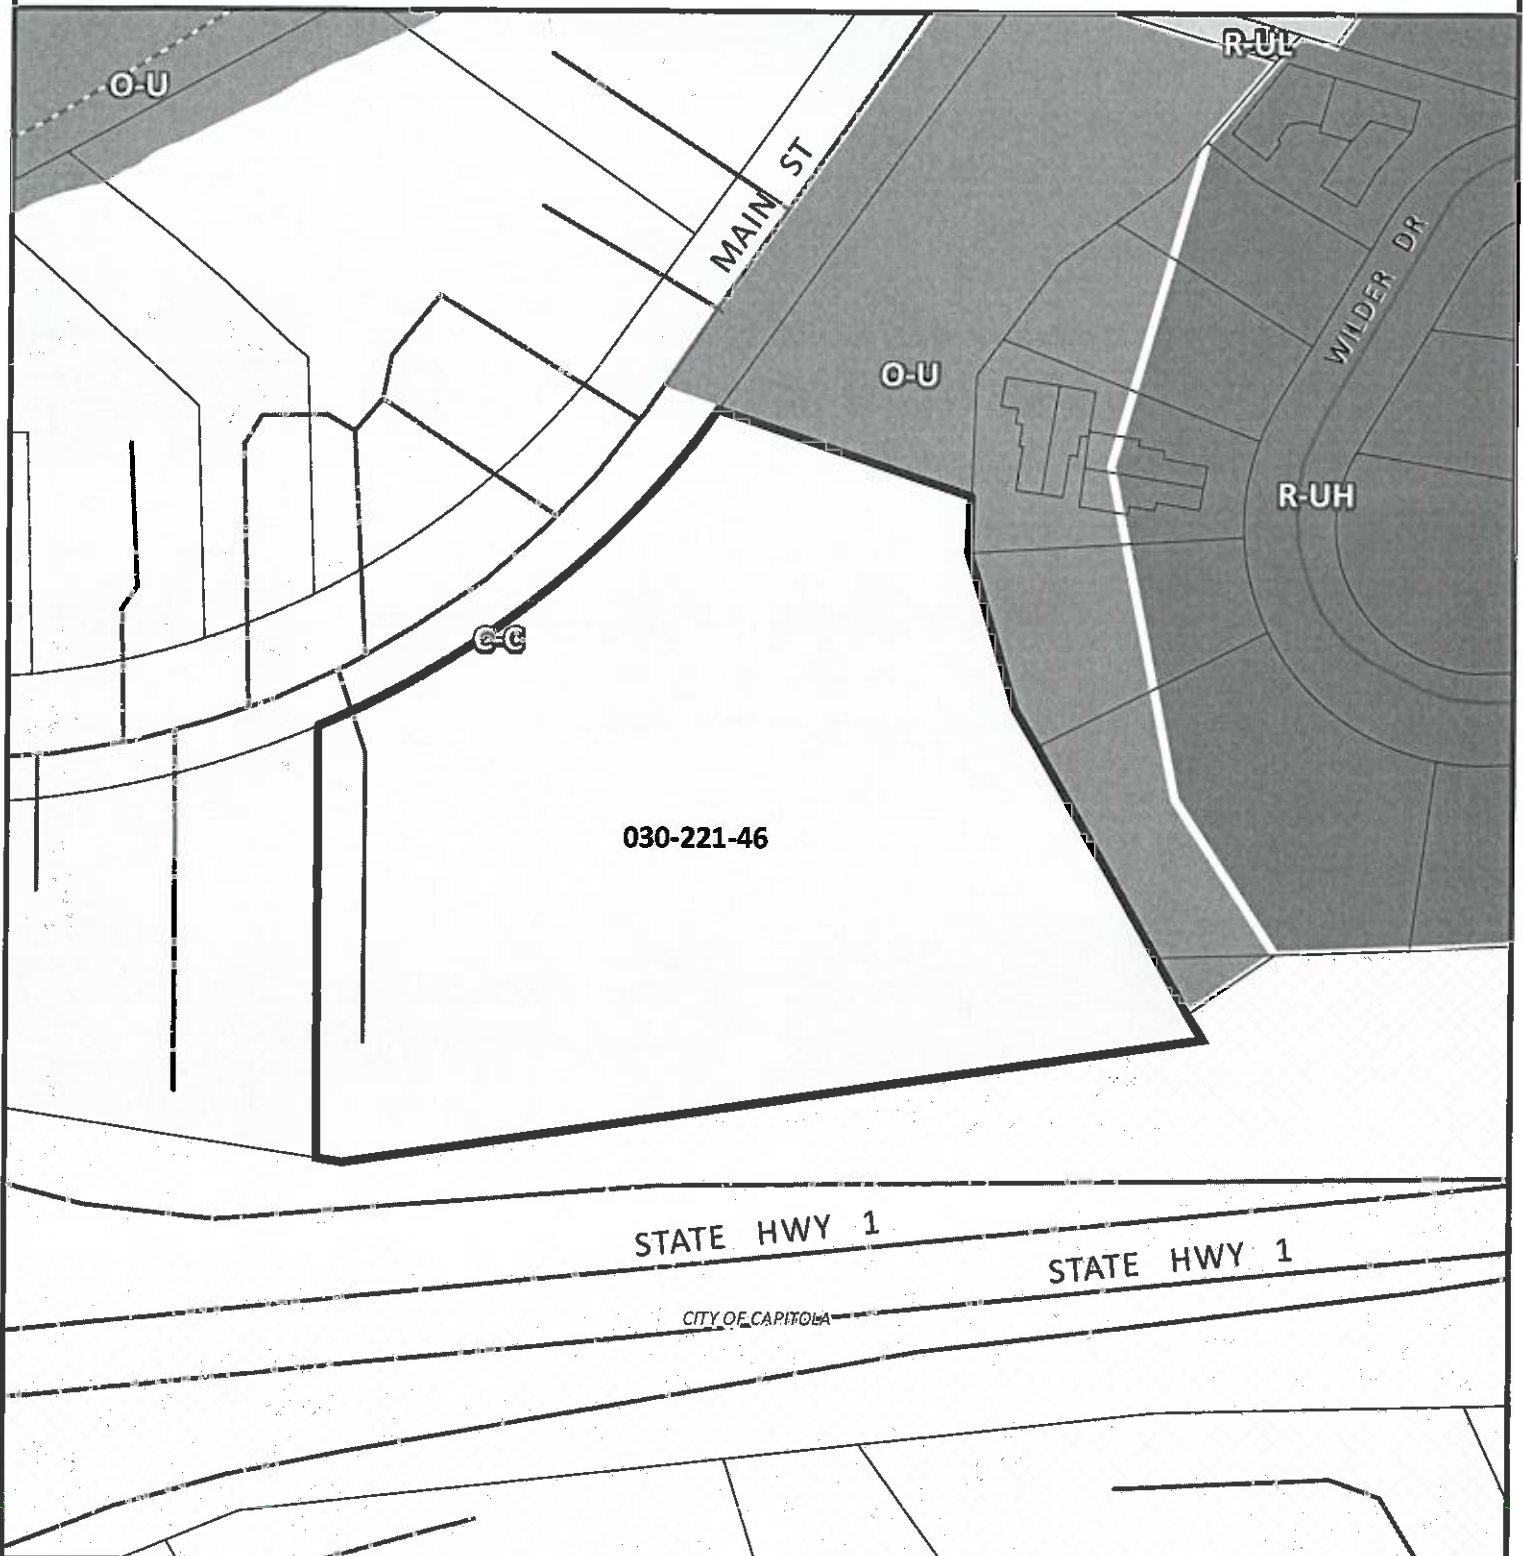 R-UL
O-U
MAIN ST
WILDER DR
O-U
R-UH
C-C
030-221-46
STATE HWY 1
STATE HWY 1
CITY OF CAPITOLA